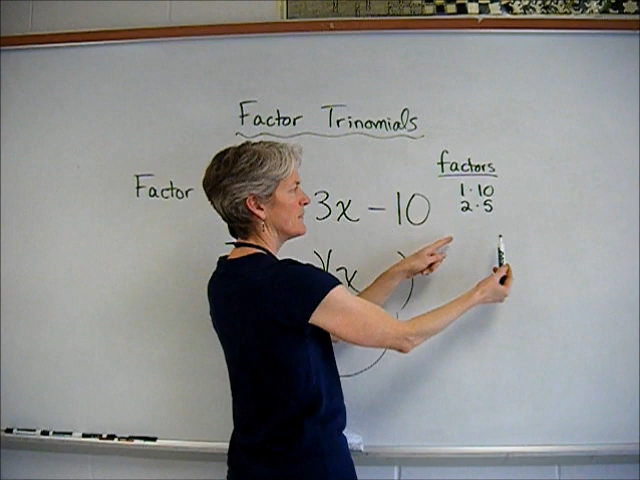 Factor Trinomials
factors
Factor 3x - 10
1·10
2·5
)(x )